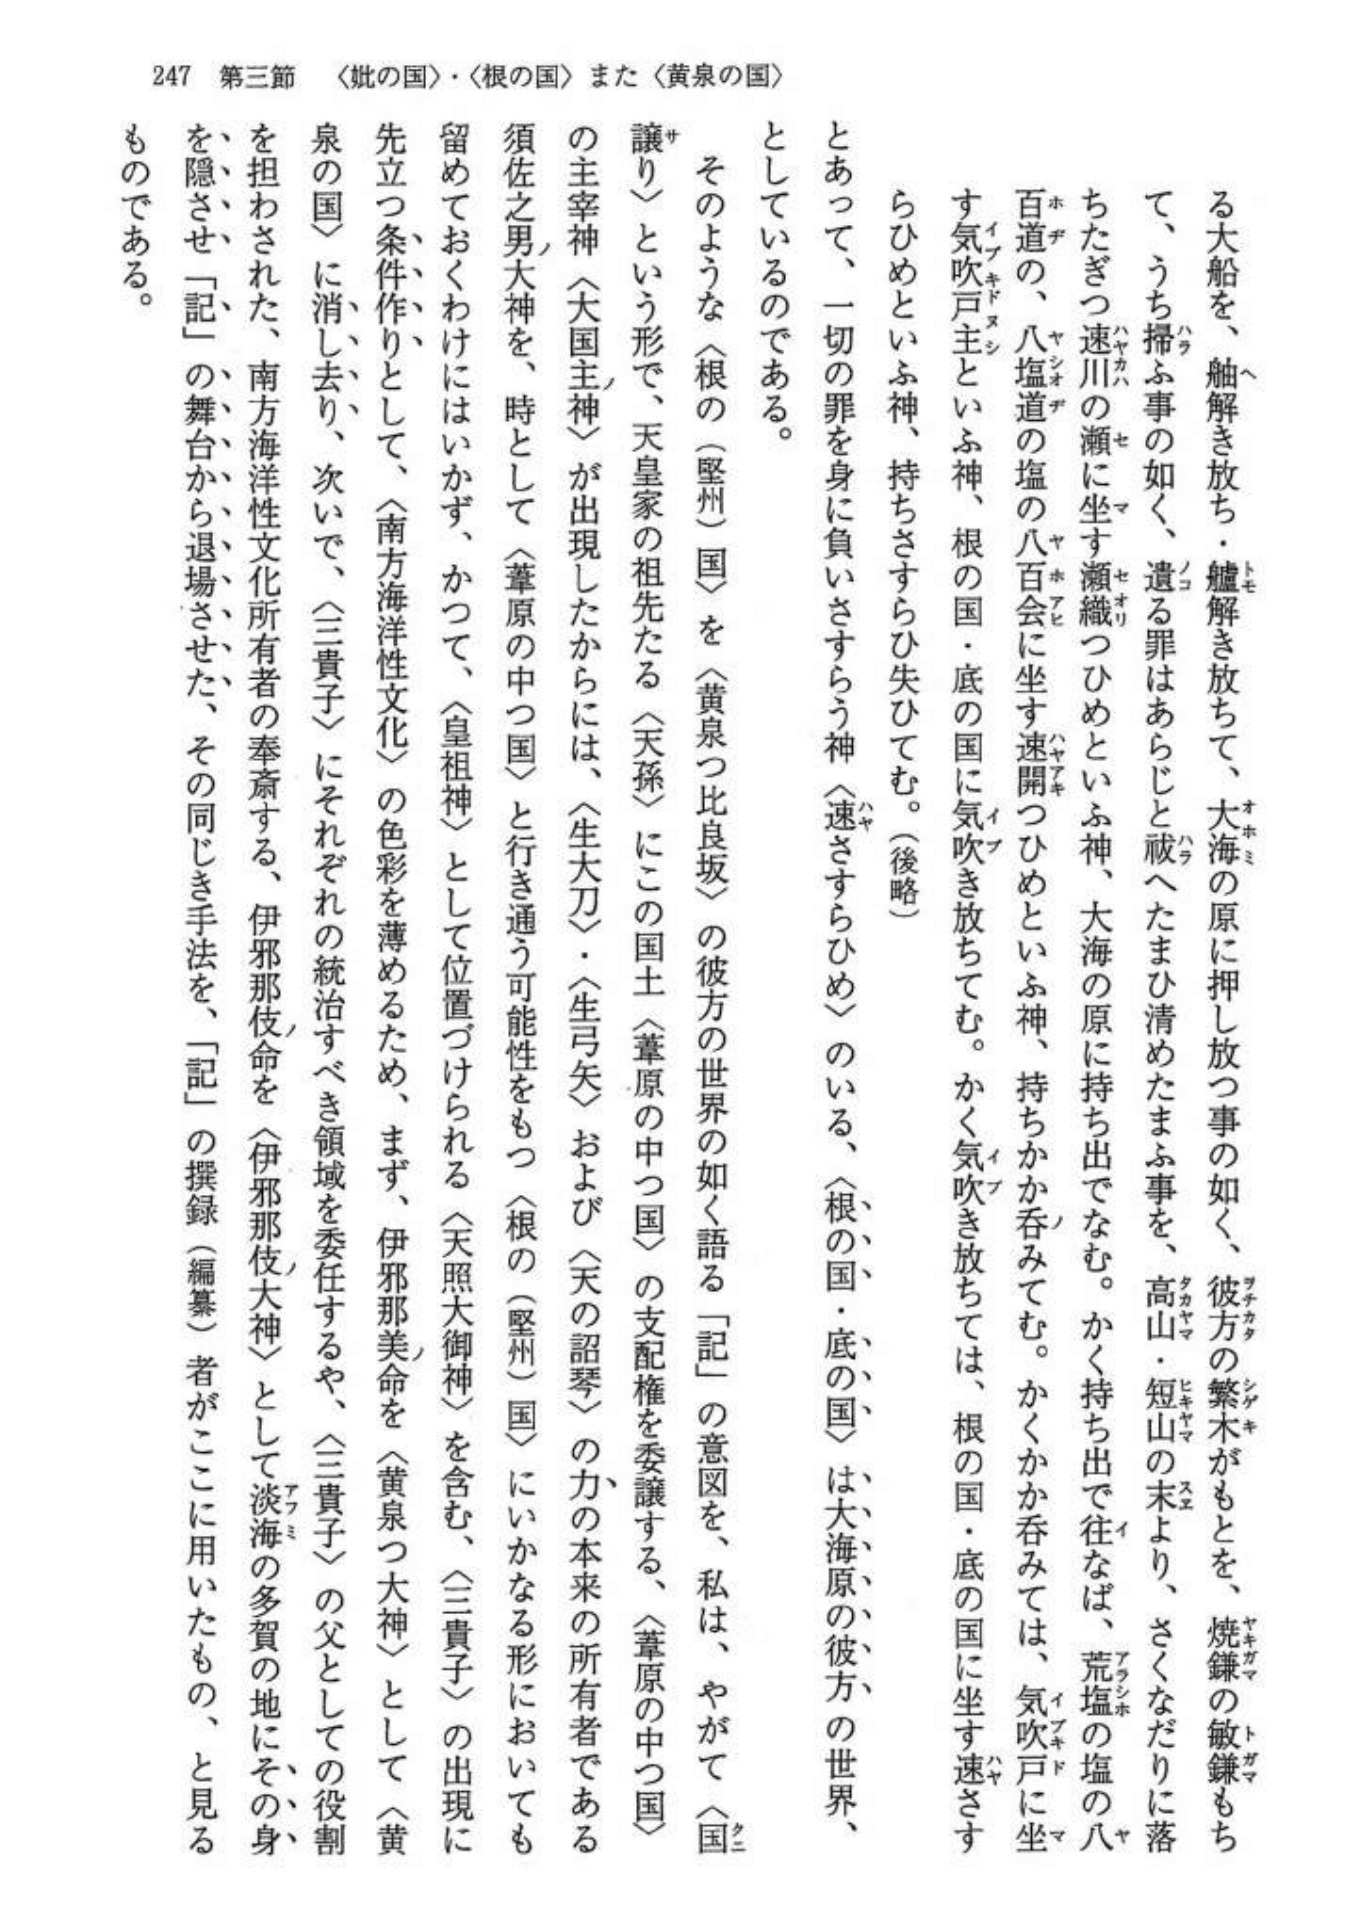 247 第三節 〈妣の国〉・〈根の国〉また〈黄泉の国〉
る大船を、舳解き放ち・艫解き放ちて、大海の原に押し放つ事の如く、彼方の繁木がもとを、焼鎌の敏鎌もち
て、うち掃ふ事の如く、遺る罪はあらじと祓へたまひ清めたまふ事を、高山・短山の末より、さくなだりに落
ちたぎつ速川の瀬に坐す瀬織つひめといふ神、大海の原に持ち出でなむ。かく持ち出で往なば、荒塩の塩の八
百道の、八塩道の塩の八百会に坐す速開つひめといふ神、持ちかか呑みてむ。かくかか呑みては、気吹戸に坐
す気吹戸主といふ神、根の国・底の国に気吹き放ちてむ。かく気吹き放ちては、根の国・底の国に坐す速さす
らひめといふ神、持ちさすらひ失ひてむ。（後略）
とあって、一切の罪を身に負いさすらう神〈速さすらひめ〉のいる、〈根の国・底の国〉は大海原の彼方の世界、
としているのである。
そのような〈根の（堅州）国〉を〈黄泉つ比良坂〉の彼方の世界の如く語る「記」の意図を、私は、やがて〈国
譲り〉という形で、天皇家の祖先たる〈天孫〉にこの国土〈葦原の中つ国〉の支配権を委譲する、〈葦原の中つ国〉
の主宰神〈大国主ノ神〉が出現したからには、〈生大刀〉・〈生弓矢〉および〈天の詔琴〉の力の本来の所有者である
須佐之男ノ大神を、時として〈葦原の中つ国〉と行き通う可能性をもつ〈根の（堅州）国〉にいかなる形においても
留めておくわけにはいかず、かつて、〈皇祖神〉として位置づけられる〈天照大御神〉を含む、〈三貴子〉の出現に
先立つ条件作りとして、〈南方海洋性文化〉の色彩を薄めるため、まず、伊邪那美ノ命を〈黄泉つ大神〉として〈黄
泉の国〉に消し去り、次いで、〈三貴子〉にそれぞれの統治すべき領域を委任するや、〈三貴子〉の父としての役割
を担わされた、南方海洋性文化所有者の奉斎する、伊邪那伎ノ命を〈伊邪那伎ノ大神〉として淡海の多賀の地にその身
を隠させ「記」の舞台から退場させた、その同じき手法を、「記」の撰録（編纂）者がここに用いたもの、と見る
ものである。